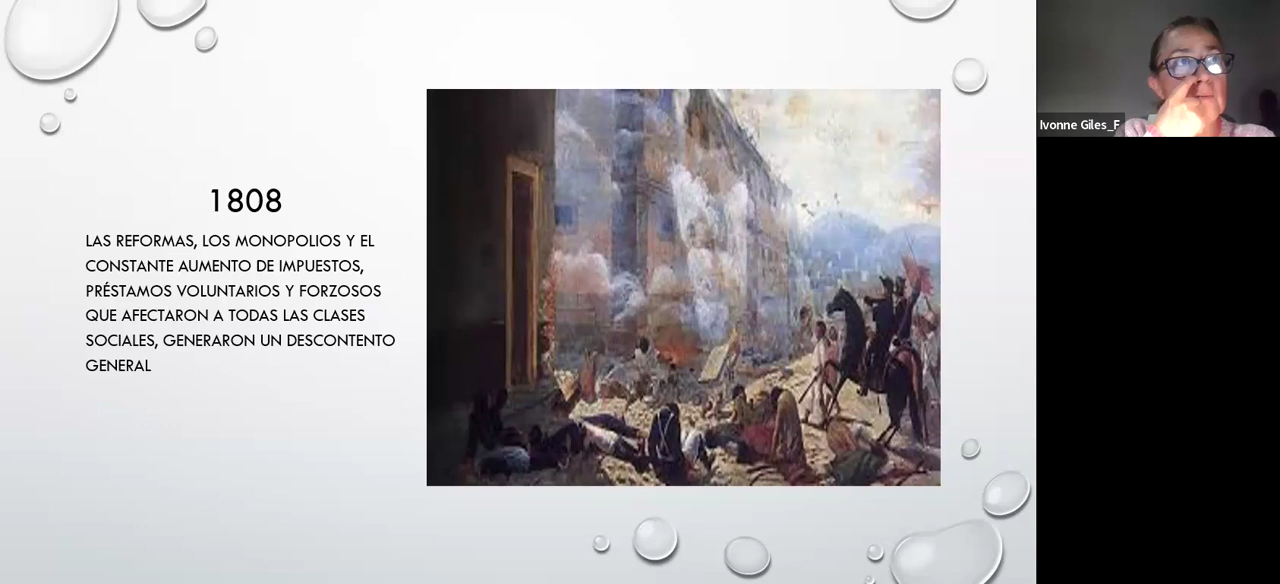 1808
LAS REFORMAS, LOS MONOPOLIOS Y EL
CONSTANTE AUMENTO DE IMPUESTOS,
PRÉSTAMOS VOLUNTARIOS Y FORZOSOS
QUE AFECTARON A TODAS LAS CLASES
SOCIALES, GENERARON UN DESCONTENTO
GENERAL
Ivonne Giles_F